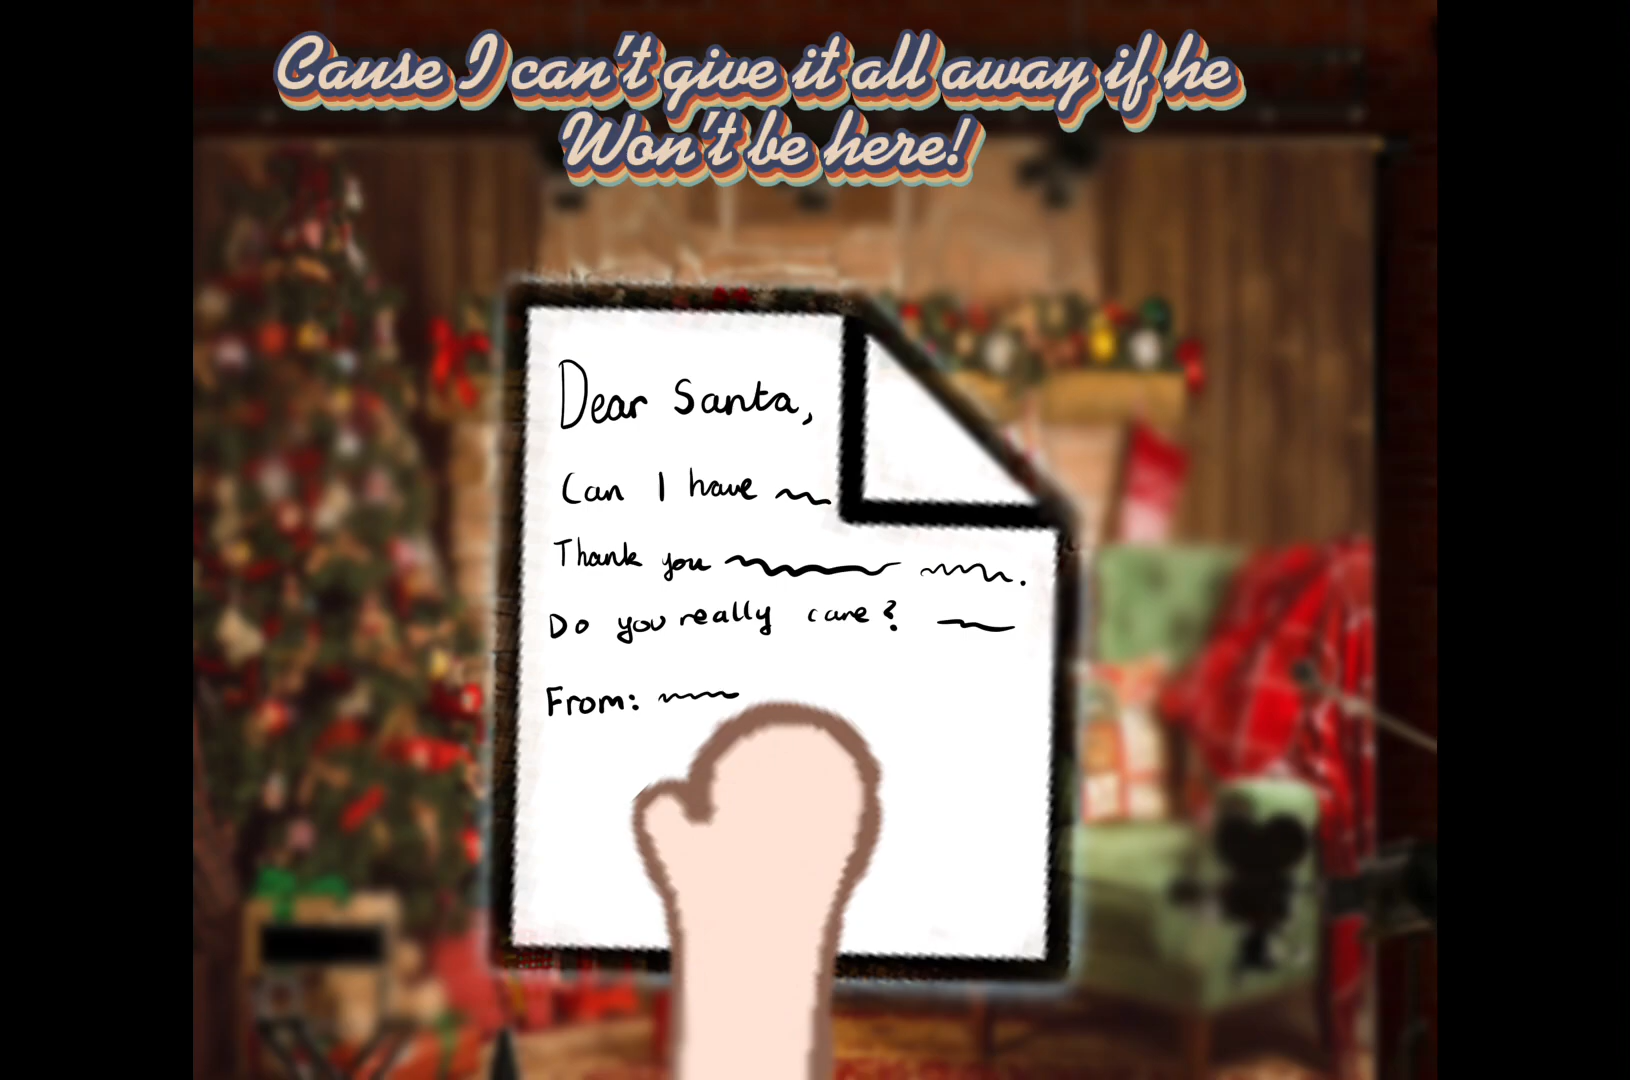 Cause I can't give it all away if he
Won't be here!
Dear Santa,
Can I have
Thank you
Do you really care?
From: